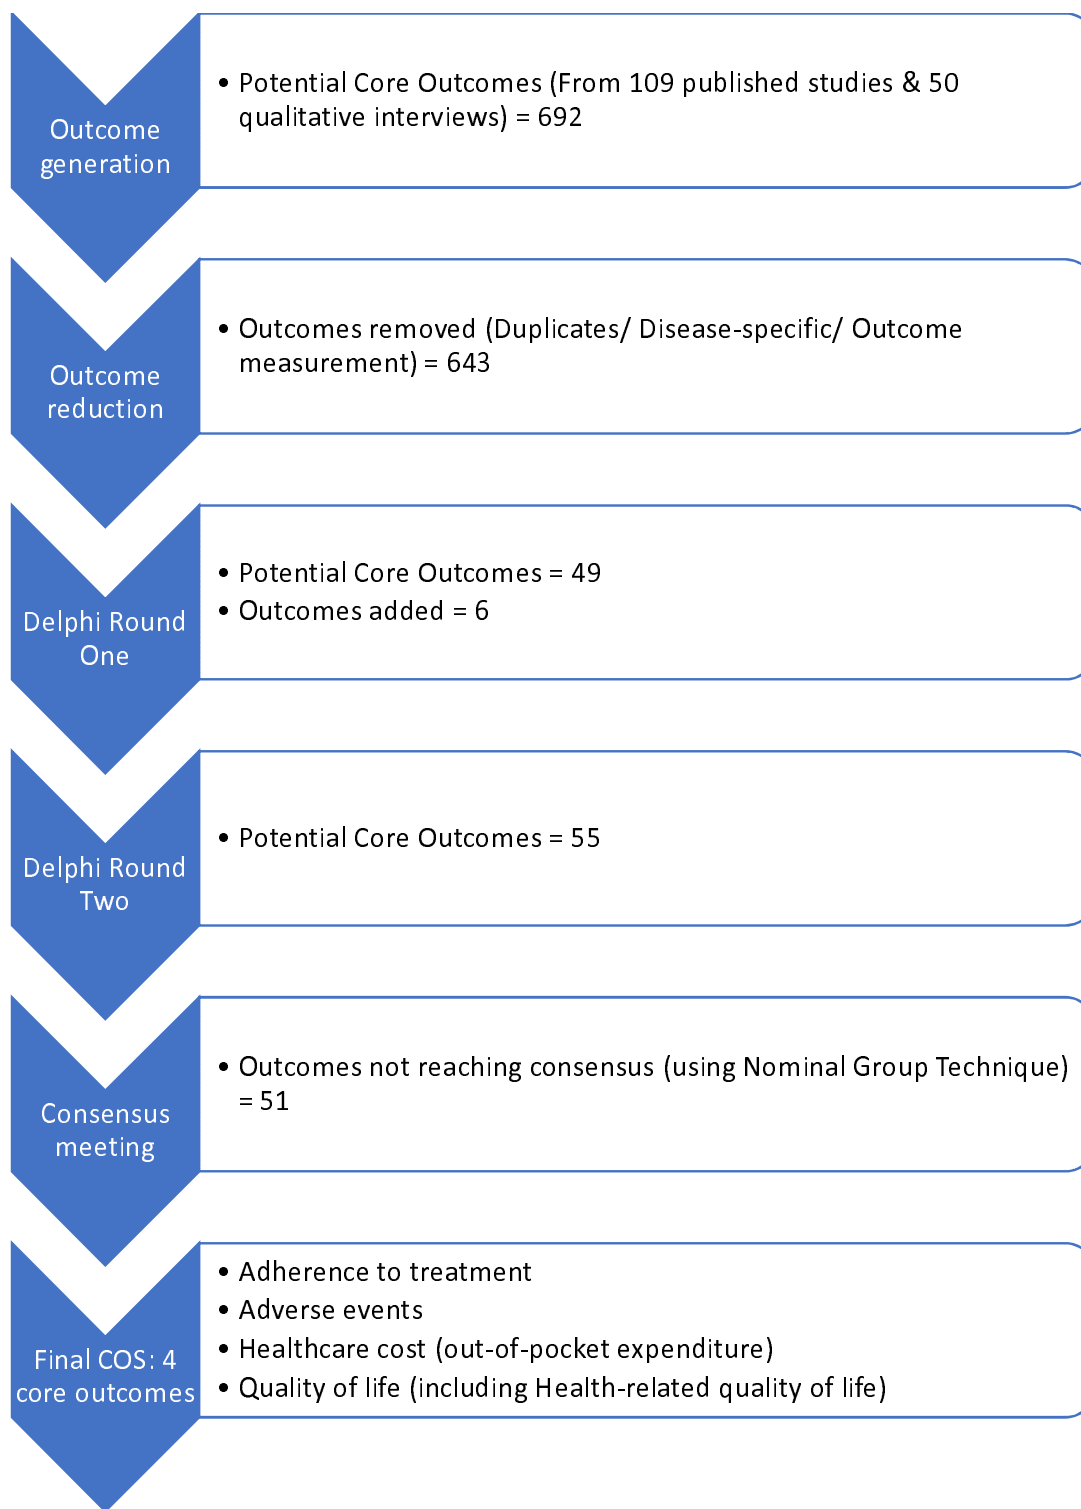 Outcome
generation
• Potential Core Outcomes (From 109 published studies & 50
qualitative interviews) = 692
Outcome
reduction
• Outcomes removed (Duplicates/ Disease-specific/ Outcome
measurement) = 643
Delphi Round
One
• Potential Core Outcomes = 49
• Outcomes added = 6
Delphi Round
Two
• Potential Core Outcomes = 55
Consensus
meeting
• Outcomes not reaching consensus (using Nominal Group Technique)
= 51
Final COS: 4
core outcomes
• Adherence to treatment
• Adverse events
• Healthcare cost (out-of-pocket expenditure)
• Quality of life (including Health-related quality of life)